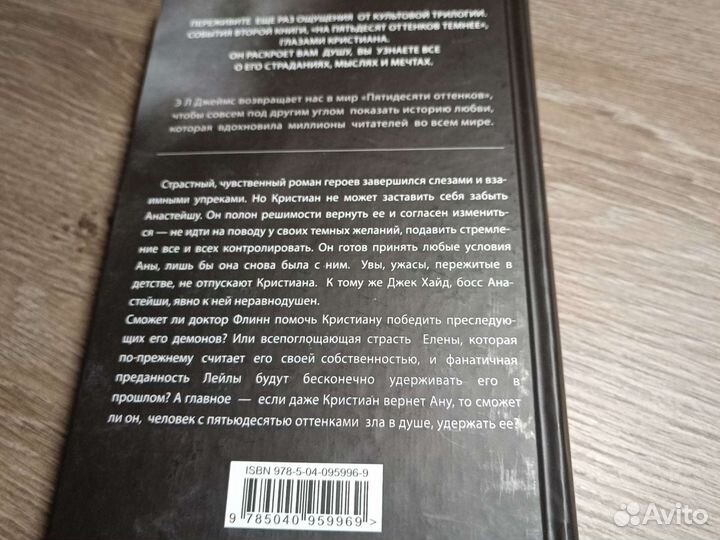 ПЕРЕЖИВИТЕ ЕЩЕ РАЗ ОЩУЩЕНИЯ ОТ КУЛЬТОВОЙ ТРИЛОГИИ.
СОБЫТИЯ ВТОРОЙ КНИГИ, «НА ПЯТЬДЕСЯТ ОТТЕНКОВ ТЕМНЕЕ»,
ГЛАЗАМИ КРИСТИАНА.
ОН РАСКРОЕТ ВАМ ДУШУ, ВЫ УЗНАЕТЕ ВСЕ
О ЕГО СТРАДАНИЯХ, МЫСЛЯХ И МЕЧТАХ.
Э Л Джеймс возвращает нас в мир «Пятидесяти оттенков»,
чтобы совсем под другим углом показать историю любви,
которая вдохновила миллионы читателей во всем мире.
Страстный, чувственный роман героев завершился слезами и вза-
имными упреками. Но Кристиан не может заставить себя забыть
Анастейшу. Он полон решимости вернуть ее и согласен изменить-
ся — не идти на поводу у своих темных желаний, подавить стремле-
ние все и всех контролировать. Он готов принять любые условия
Аны, лишь бы она снова была с ним. Увы, ужасы, пережитые в
детстве, не отпускают Кристиана. К тому же Джек Хайд, босс Ана-
стейши, явно к ней неравнодушен.
Сможет ли доктор Флинн помочь Кристиану победить преследую-
щих его демонов? Или всепоглощающая страсть Елены, которая
по-прежнему считает его своей собственностью, и фанатичная
преданность Лейлы будут бесконечно удерживать его в
прошлом? А главное — если даже Кристиан вернет Ану, то сможет
ли он, человек с пятьюдесятью оттенками зла в душе, удержать ее?
ISBN 978-5-04-095996-9
9 785040 959969>
Avito